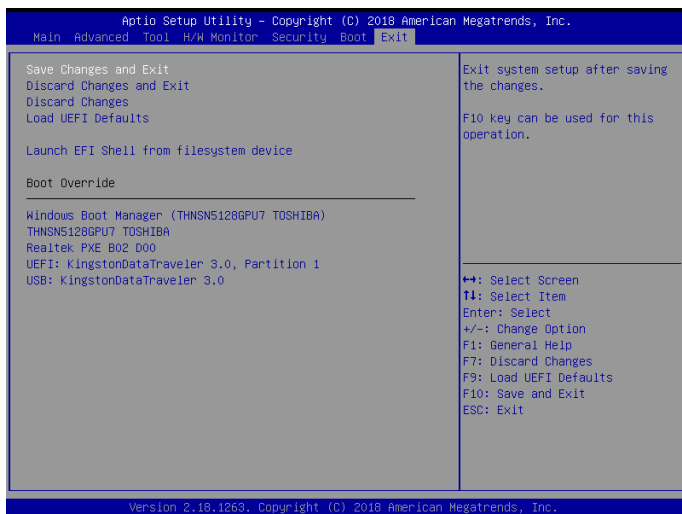 Aptio Setup Utility – Copyright (C) 2018 American Megatrends, Inc.
Main Advanced Tool H/W Monitor Security Boot Exit
Save Changes and Exit
Discard Changes and Exit
Discard Changes
Load UEFI Defaults
Launch EFI Shell from filesystem device
Boot Override
Windows Boot Manager (THNSN5128GPU7 TOSHIBA)
THNSN5128GPU7 TOSHIBA
Realtek PXE B02 D00
UEFI: KingstonDataTraveler 3.0, Partition 1
USB: KingstonDataTraveler 3.0
Exit system setup after saving
the changes.
F10 key can be used for this
operation.
↔: Select Screen
↑↓: Select Item
Enter: Select
+/-: Change Option
F1: General Help
F7: Discard Changes
F9: Load UEFI Defaults
F10: Save and Exit
ESC: Exit
Version 2.18.1263. Copyright (C) 2018 American Megatrends, Inc.